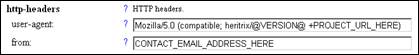 http-headers ? HTTP headers.
user-agent: ? Mozilla/5.0 (compatible; heritrix/@VERSION@ +PROJECT_URL_HERE)
from: ? CONTACT_EMAIL_ADDRESS_HERE